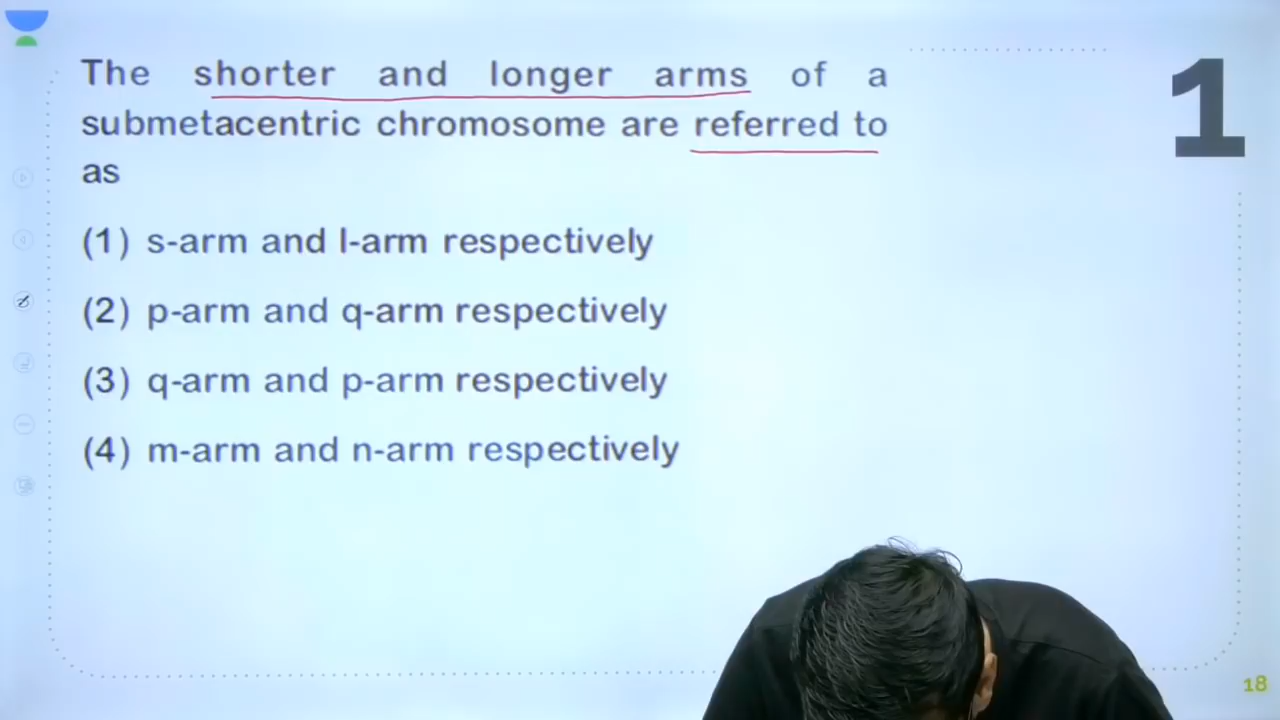 The shorter and longer arms of a
submetacentric chromosome are referred to
as
(1) s-arm and l-arm respectively
(2) p-arm and q-arm respectively
(3) q-arm and p-arm respectively
(4) m-arm and n-arm respectively
1
18